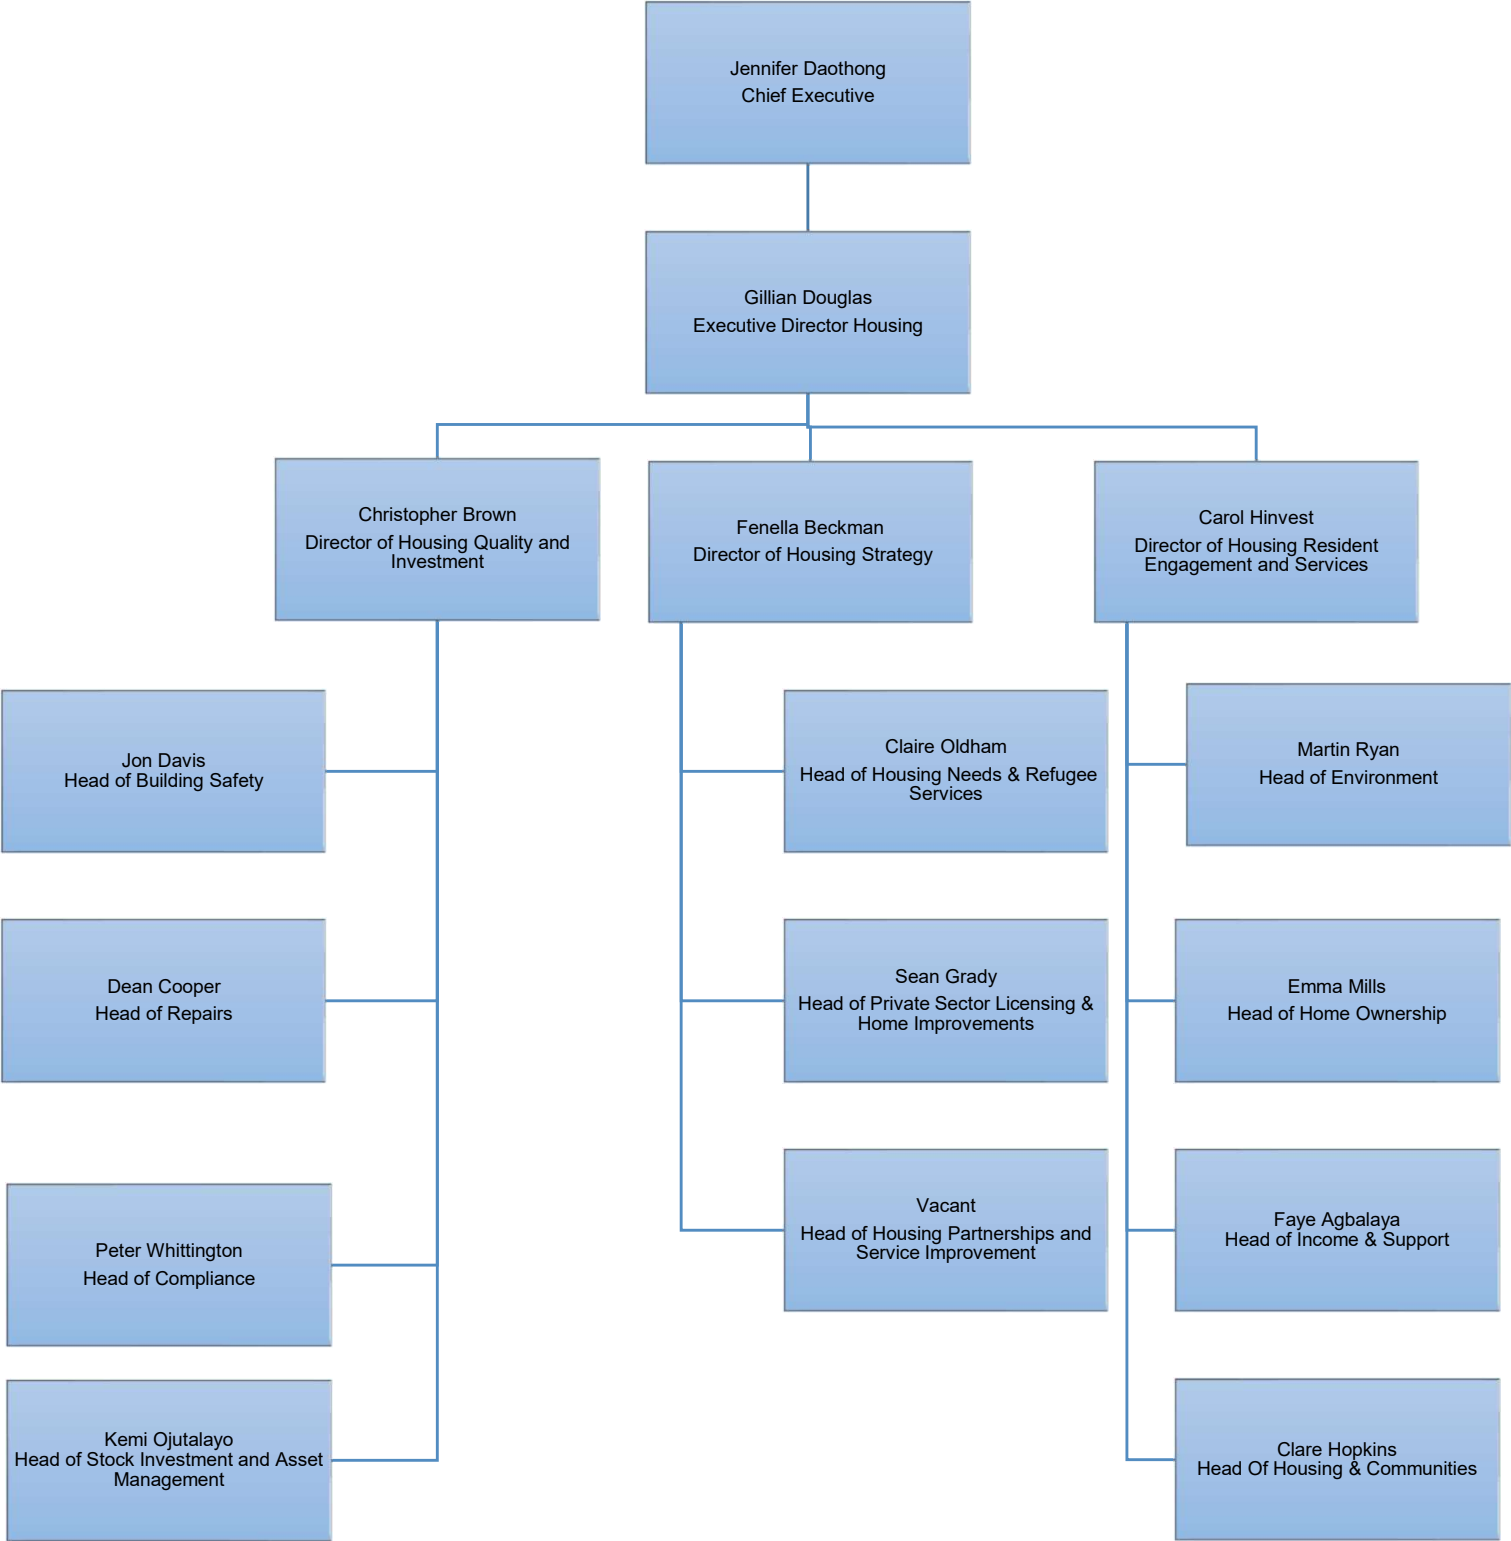 Jennifer Daothong
Chief Executive
Gillian Douglas
Executive Director Housing
Christopher Brown
Director of Housing Quality and
Investment
Fenella Beckman
Director of Housing Strategy
Carol Hinvest
Director of Housing Resident
Engagement and Services
Jon Davis
Head of Building Safety
Dean Cooper
Head of Repairs
Peter Whittington
Head of Compliance
Kemi Ojutalayo
Head of Stock Investment and Asset
Management
Claire Oldham
Head of Housing Needs & Refugee
Services
Sean Grady
Head of Private Sector Licensing &
Home Improvements
Vacant
Head of Housing Partnerships and
Service Improvement
Martin Ryan
Head of Environment
Emma Mills
Head of Home Ownership
Faye Agbalaya
Head of Income & Support
Clare Hopkins
Head Of Housing & Communities